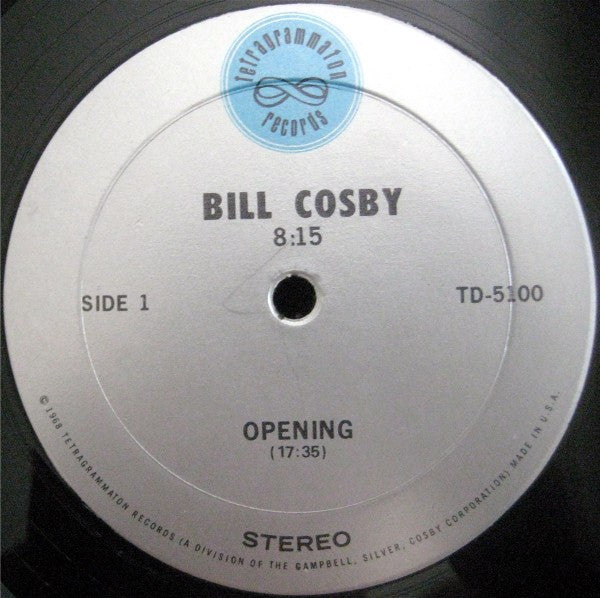 tetragrammaton
records
BILL COSBY
8:15
SIDE 1
TD-5100
OPENING
(17:35)
STEREO
© 1968 TETRAGRAMMATON RECORDS (A DIVISION OF THE CAMPBELL, SILVER, COSBY CORPORATION) MADE IN U.S.A.